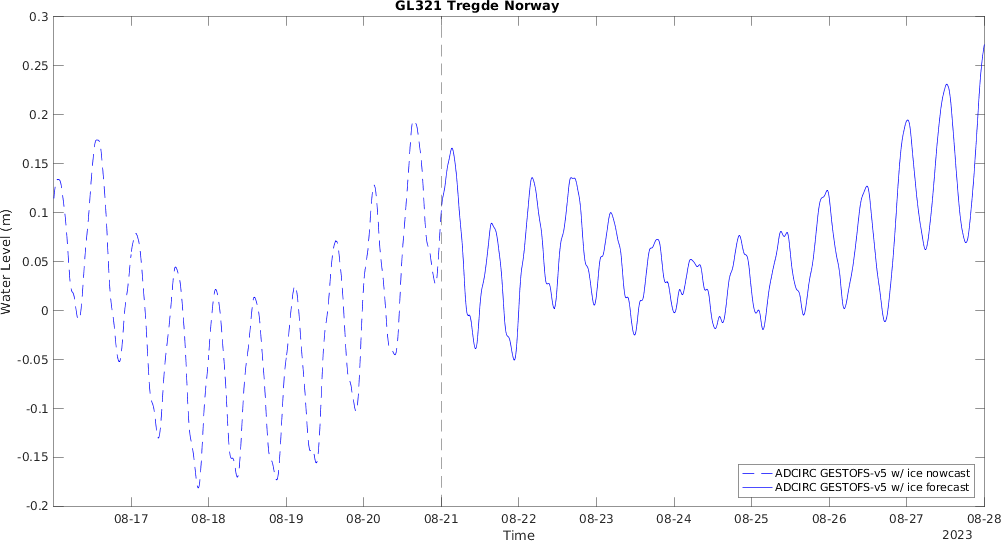 GL321 Tregde Norway
0.3
0.25
0.2
0.15
0.1
0.05
0
-0.05
-0.1
-0.15
-0.2
Water Level (m)
08-17 08-18 08-19 08-20 08-21 08-22 08-23 08-24 08-25 08-26 08-27 08-28
Time
2023
ADCIRC GESTOFS-v5 w/ ice nowcast
ADCIRC GESTOFS-v5 w/ ice forecast